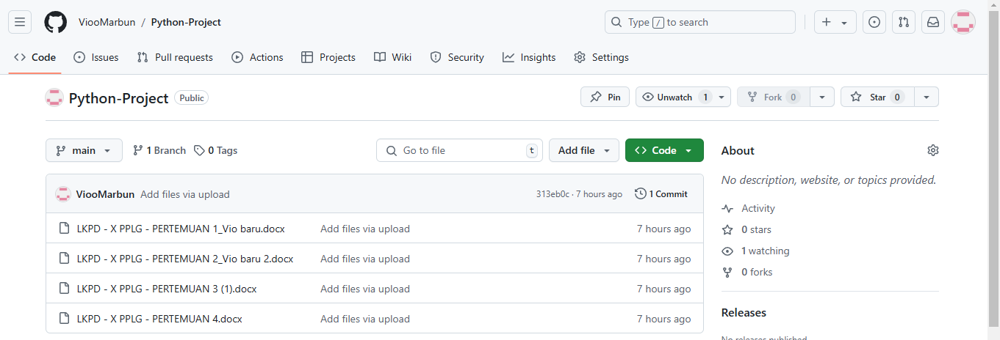 ViooMarbun / Python-Project
Type / to search
Code Issues Pull requests Actions Projects Wiki Security Insights Settings
Python-Project Public
Pin Unwatch 1 Fork 0 Star 0
main 1 Branch 0 Tags Go to file t Add file Code
ViooMarbun Add files via upload 313eb0c · 7 hours ago 1 Commit
LKPD - X PPLG - PERTEMUAN 1_Vio baru.docx Add files via upload 7 hours ago
LKPD - X PPLG - PERTEMUAN 2_Vio baru 2.docx Add files via upload 7 hours ago
LKPD - X PPLG - PERTEMUAN 3 (1).docx Add files via upload 7 hours ago
LKPD - X PPLG - PERTEMUAN 4.docx Add files via upload 7 hours ago
About
No description, website, or topics provided.
Activity
0 stars
1 watching
0 forks
Releases
No releases published